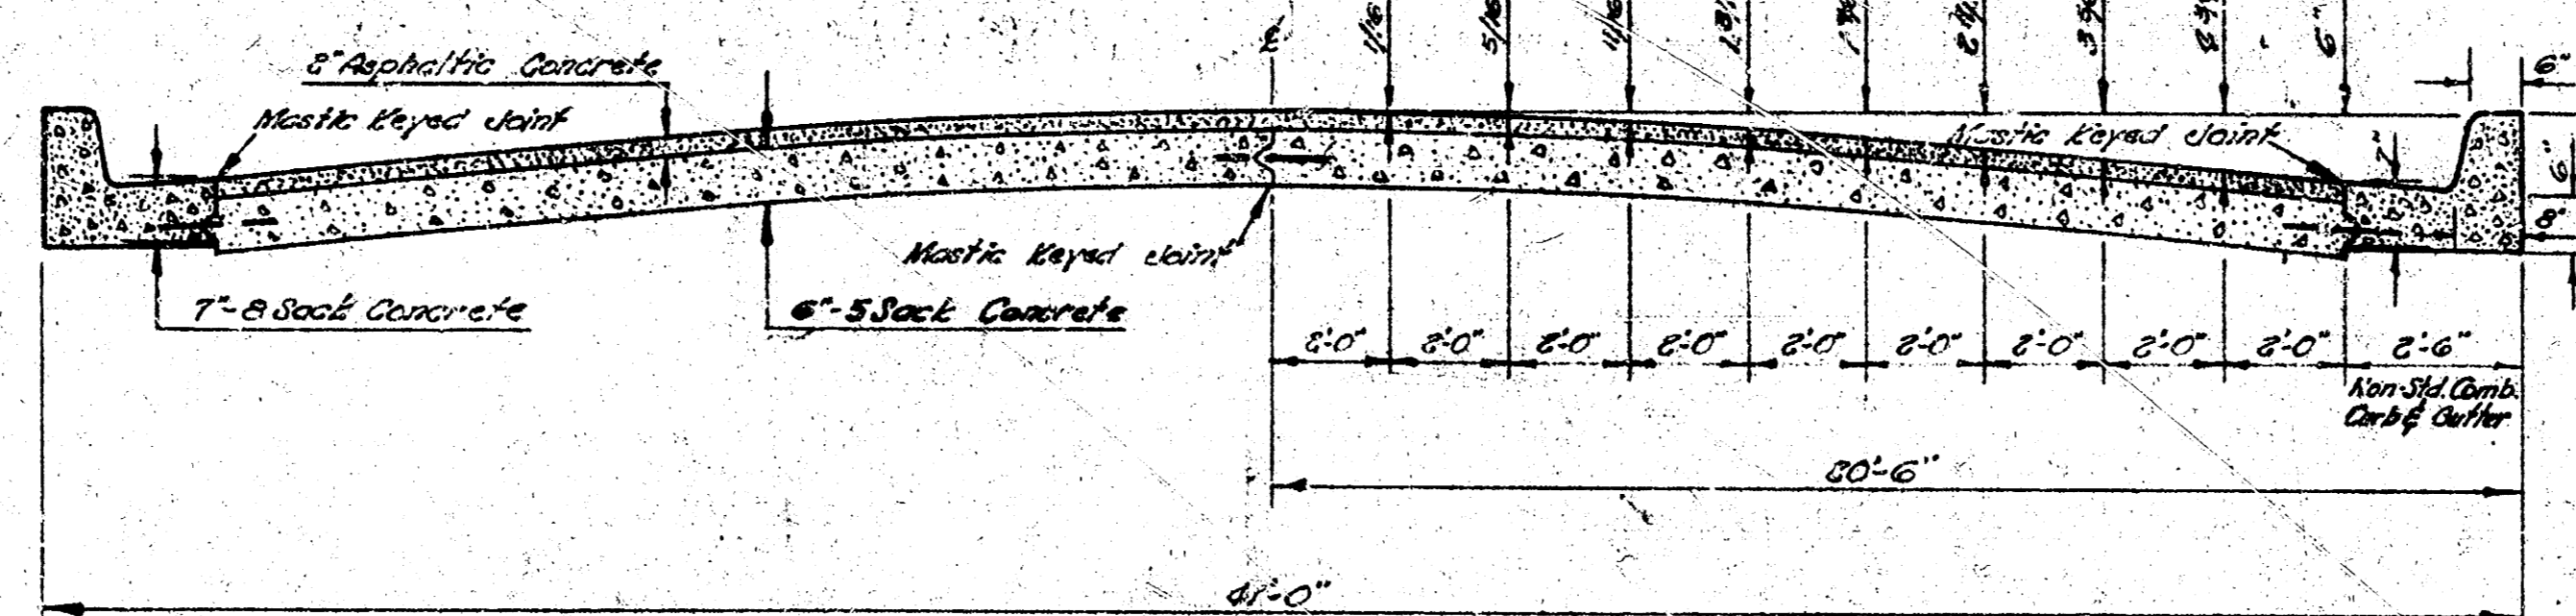 ℄
1/16
5/16
11/16
6"
6"
2" Asphaltic Concrete
Mastic Keyed Joint
Mastic Keyed Joint
7"
6"
8"
Mastic Keyed Joint
7"-8 Sack Concrete
6"-5 Sack Concrete
2'-0" 2'-0" 2'-0" 2'-0" 2'-0" 2'-0" 2'-0" 2'-0" 2'-0" 2'-6"
Non-Std. Comb.
Curb & Gutter
20'-6"
41'-0"